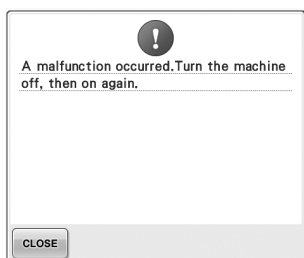 A malfunction occurred.Turn the machine
off, then on again.
CLOSE